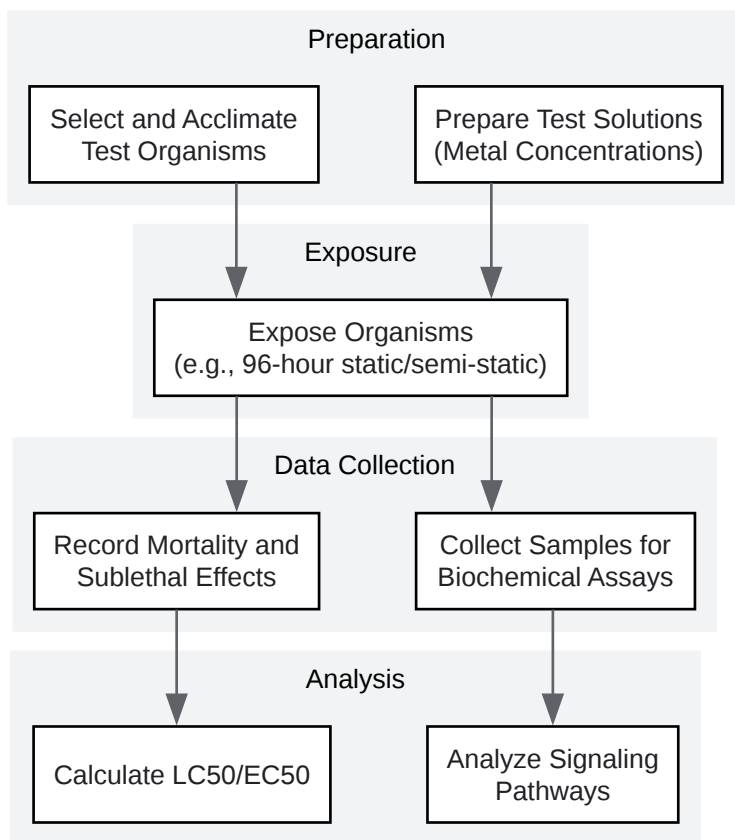 Preparation
Select and Acclimate
Test Organisms
Prepare Test Solutions
(Metal Concentrations)
Exposure
Expose Organisms
(e.g., 96-hour static/semi-static)
Data Collection
Record Mortality and
Sublethal Effects
Collect Samples for
Biochemical Assays
Analysis
Calculate LC50/EC50
Analyze Signaling
Pathways